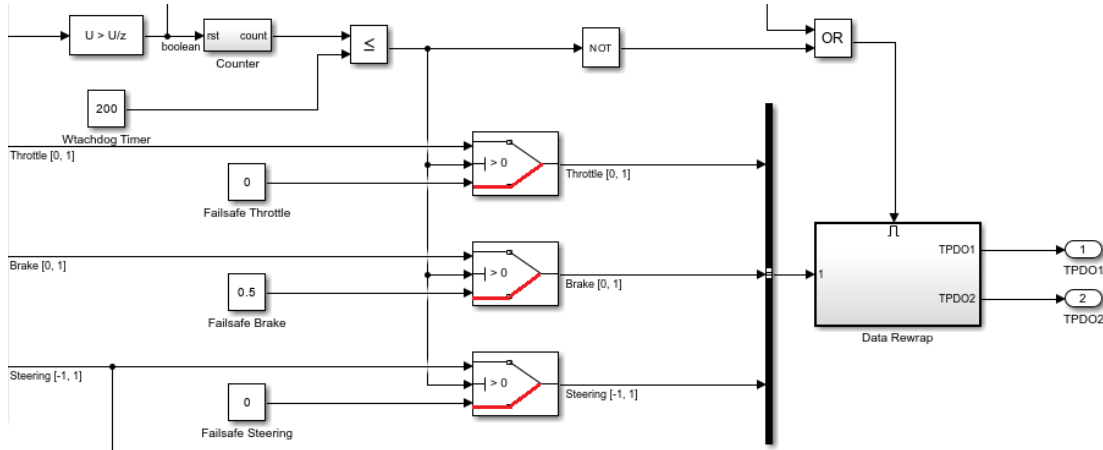 U > U/z
boolean
rst
count
Counter
≤
NOT
OR
200
Wtachdog Timer
Throttle [0, 1]
> 0
Throttle [0, 1]
0
Failsafe Throttle
Brake [0, 1]
> 0
Brake [0, 1]
0.5
Failsafe Brake
Steering [-1, 1]
> 0
Steering [-1, 1]
0
Failsafe Steering
1
TPDO1
TPDO2
Data Rewrap
1
TPDO1
2
TPDO2